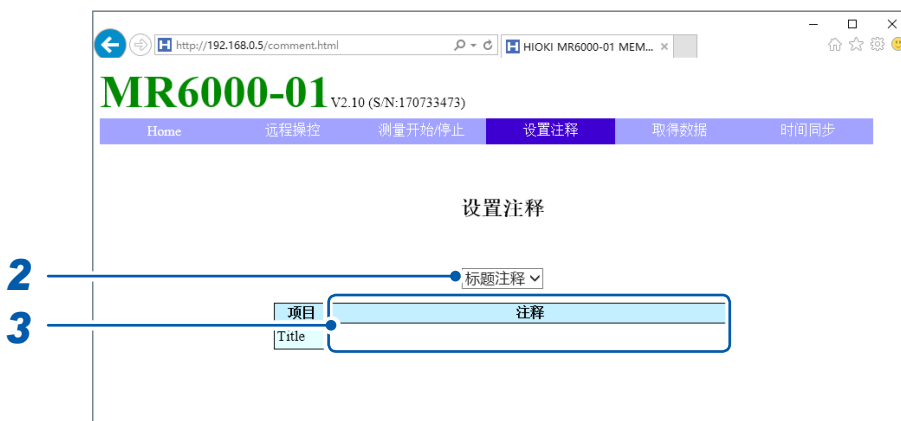 http://192.168.0.5/comment.html HIOKI MR6000-01 MEM...
MR6000-01 V2.10 (S/N:170733473)
Home 远程操控 测量开始/停止 设置注释 取得数据 时间同步
设置注释
2 标题注释
项目 注释
3
Title